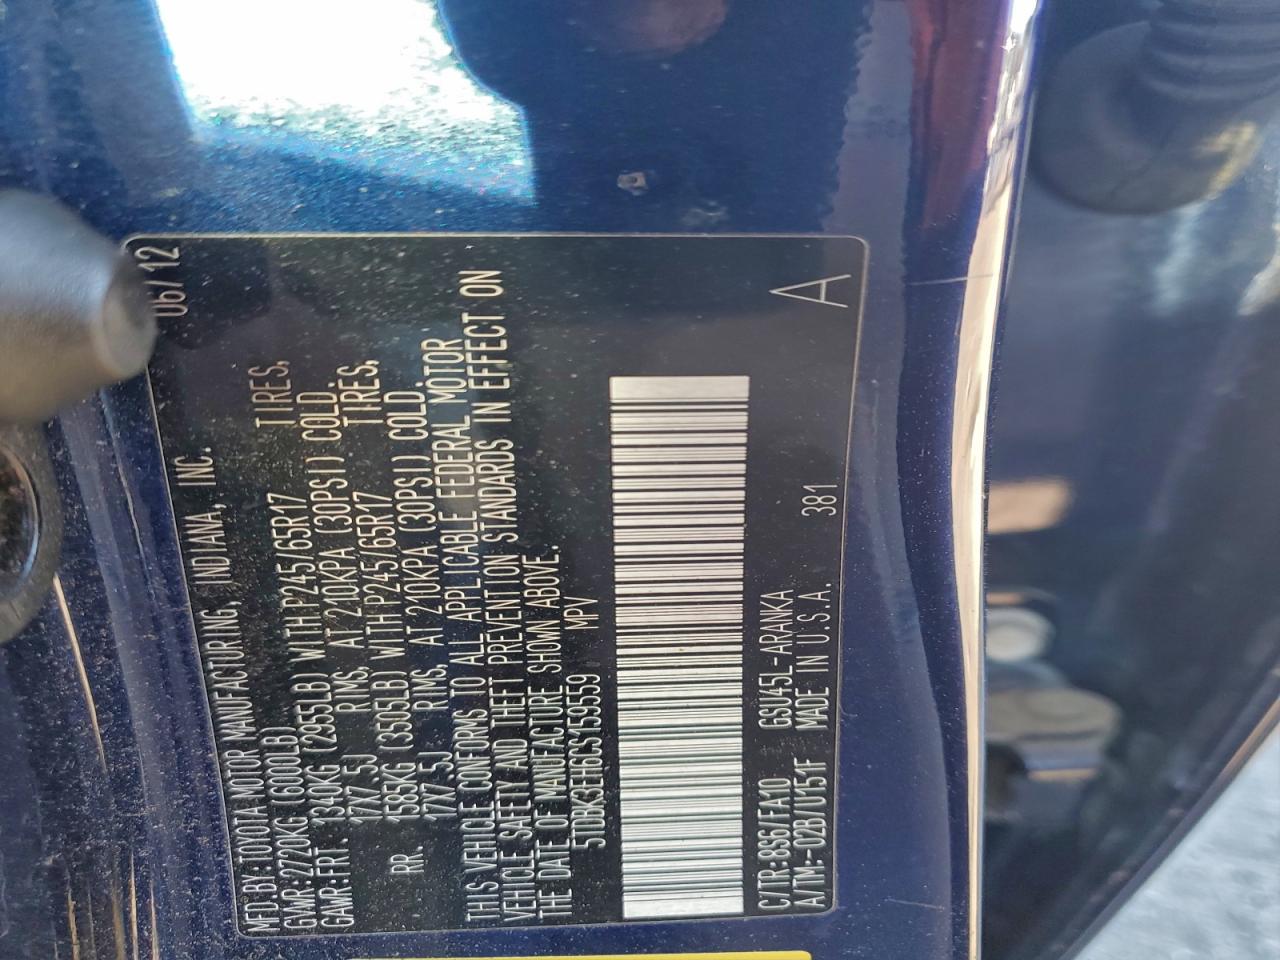 MFD.BY:TOYOTA MOTOR MANUFACTURING, INDIANA, INC. 06/12
GVWR:2720KG(6000LB)
GAWR:FRT. 1340KG (2955LB) WITH P245/65R17 TIRES,
17X7.5J RIMS, AT 210KPA (30PSI) COLD.
RR. 1585KG (3505LB) WITH P245/65R17 TIRES,
17X7.5J RIMS, AT 210KPA (30PSI) COLD.
THIS VEHICLE CONFORMS TO ALL APPLICABLE FEDERAL MOTOR
VEHICLE SAFETY AND THEFT PREVENTION STANDARDS IN EFFECT ON
THE DATE OF MANUFACTURE SHOWN ABOVE.
5TDBK3EH6CS159559 MPV
C/TR:8S6/FA10 GSU45L-ARANKA
A/TM:-02B/U151F MADE IN U.S.A. 381
A